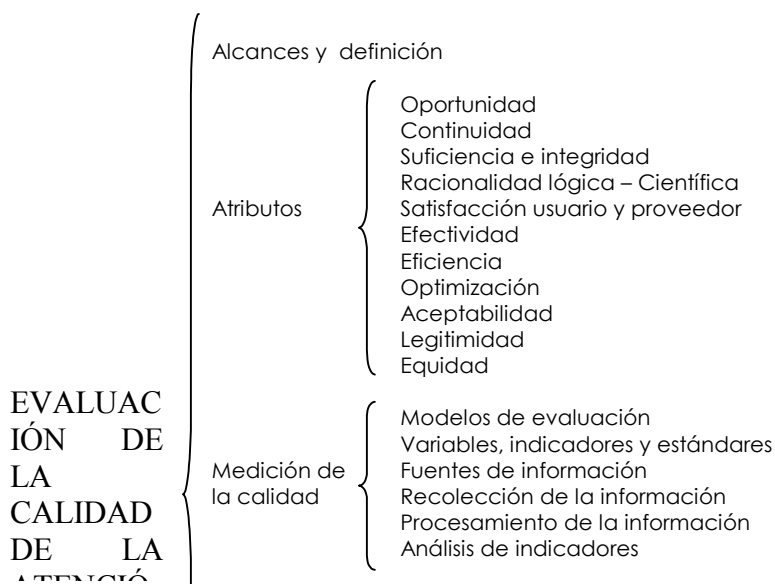 Alcances y definición
Atributos
Oportunidad
Continuidad
Suficiencia e integridad
Racionalidad lógica – Científica
Satisfacción usuario y proveedor
Efectividad
Eficiencia
Optimización
Aceptabilidad
Legitimidad
Equidad
EVALUAC
IÓN DE
LA
CALIDAD
DE LA
ATENCIÓ
Medición de
la calidad
Modelos de evaluación
Variables, indicadores y estándares
Fuentes de información
Recolección de la información
Procesamiento de la información
Análisis de indicadores